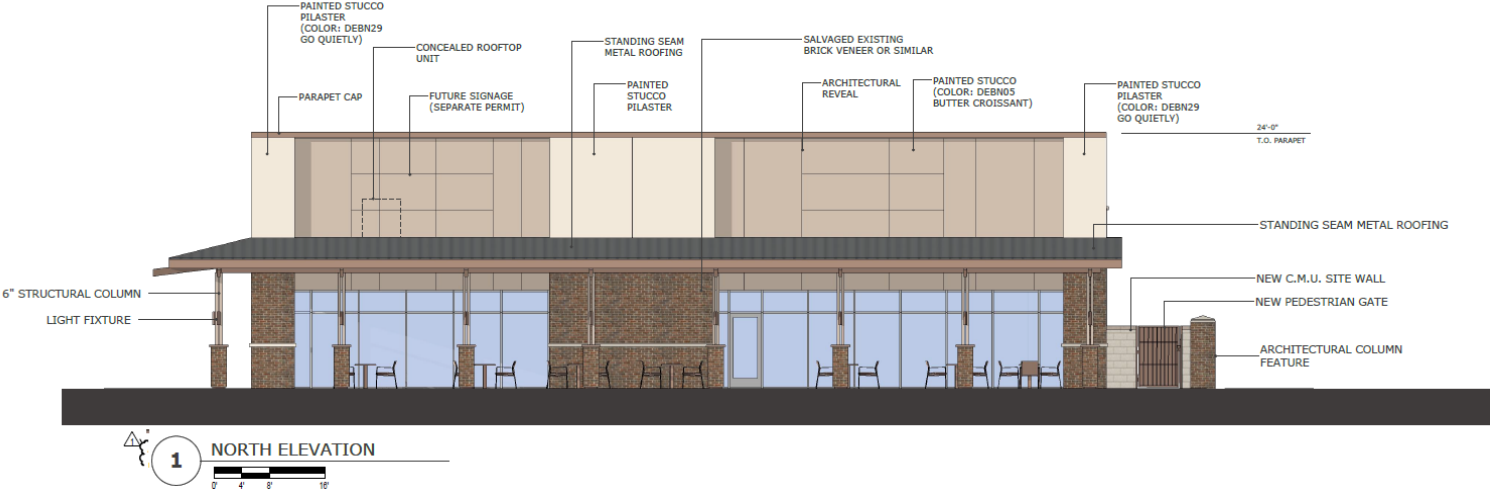 PAINTED STUCCO
PILASTER
(COLOR: DEBN29
GO QUIETLY)
CONCEALED ROOFTOP
UNIT
STANDING SEAM
METAL ROOFING
SALVAGED EXISTING
BRICK VENEER OR SIMILAR
PARAPET CAP
FUTURE SIGNAGE
(SEPARATE PERMIT)
PAINTED
STUCCO
PILASTER
ARCHITECTURAL
REVEAL
PAINTED STUCCO
(COLOR: DEBN05
BUTTER CROISSANT)
PAINTED STUCCO
PILASTER
(COLOR: DEBN29
GO QUIETLY)
24'-0"
T.O. PARAPET
STANDING SEAM METAL ROOFING
6" STRUCTURAL COLUMN
LIGHT FIXTURE
NEW C.M.U. SITE WALL
NEW PEDESTRIAN GATE
ARCHITECTURAL COLUMN
FEATURE
1
1
NORTH ELEVATION
0' 4' 8' 16'